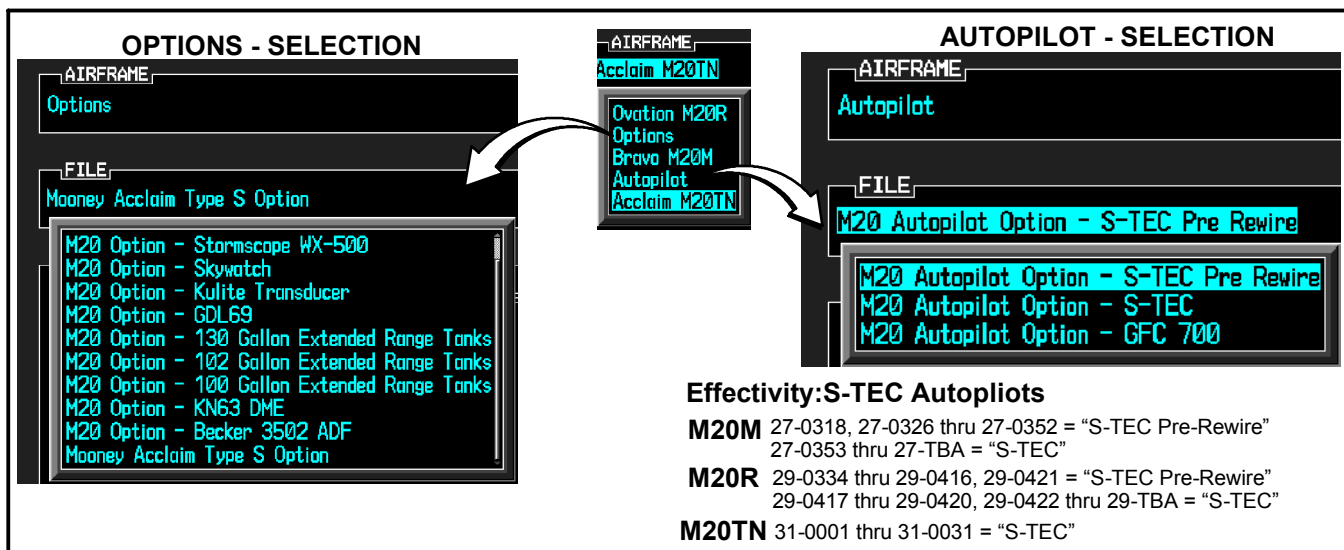 OPTIONS - SELECTION
AIRFRAME
Options
FILE
Mooney Acclaim Type S Option
M20 Option - Stormscope WX-500
M20 Option - Skywatch
M20 Option - Kulite Transducer
M20 Option - GDL69
M20 Option - 130 Gallon Extended Range Tanks
M20 Option - 102 Gallon Extended Range Tanks
M20 Option - 100 Gallon Extended Range Tanks
M20 Option - KN63 DME
M20 Option - Becker 3502 ADF
Mooney Acclaim Type S Option
AIRFRAME
Acclaim M20TN
Ovation M20R
Options
Bravo M20M
Autopilot
Acclaim M20TN
AUTOPILOT - SELECTION
AIRFRAME
Autopilot
FILE
M20 Autopilot Option - S-TEC Pre Rewire
M20 Autopilot Option - S-TEC Pre Rewire
M20 Autopilot Option - S-TEC
M20 Autopilot Option - GFC 700
Effectivity:S-TEC Autopliots
M20M 27-0318, 27-0326 thru 27-0352 = “S-TEC Pre-Rewire”
27-0353 thru 27-TBA = “S-TEC”
M20R 29-0334 thru 29-0416, 29-0421 = “S-TEC Pre-Rewire”
29-0417 thru 29-0420, 29-0422 thru 29-TBA = “S-TEC”
M20TN 31-0001 thru 31-0031 = “S-TEC”